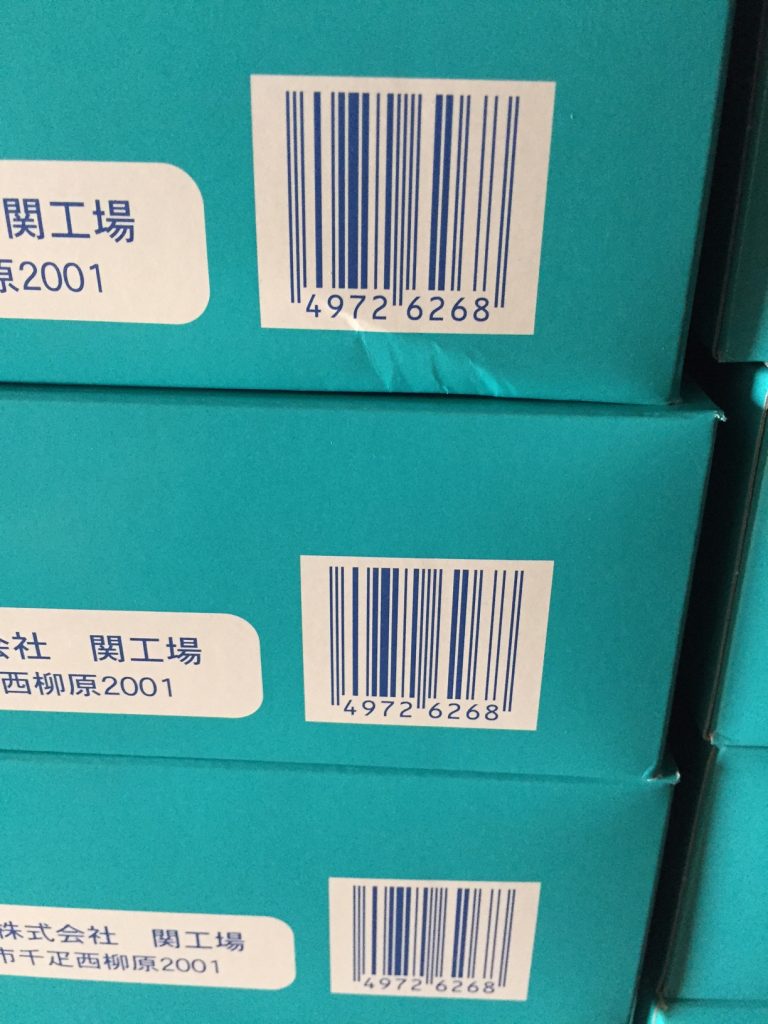 関工場
原2001
4972 6268
会社 関工場
西柳原2001
4972 6268
株式会社 関工場
市千疋西柳原2001
4972 6268